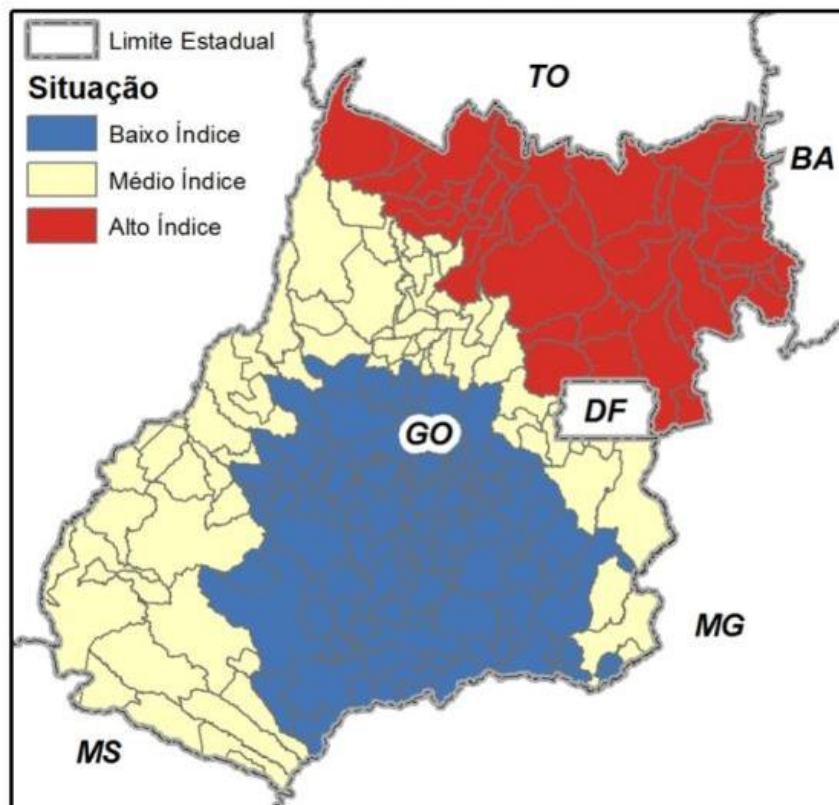 Limite Estadual
Situação
Baixo Índice
Médio Índice
Alto Índice
TO
BA
DF
GO
MG
MS